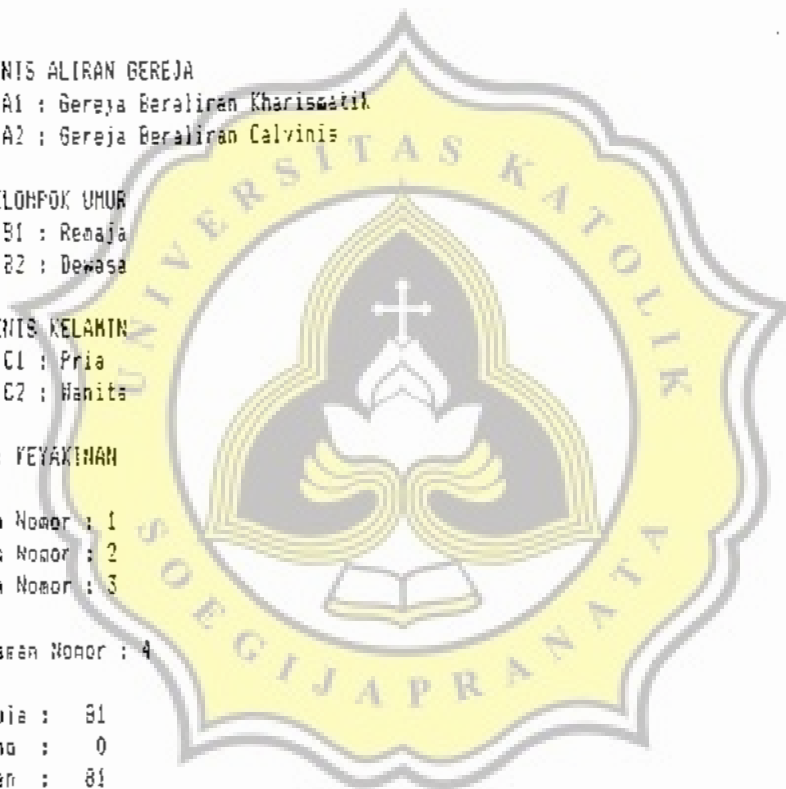 NIS ALIRAN GEREJA
A1 : Gereja Beraliran Kharismatik
A2 : Gereja Beraliran Calvinis
UNIVERSITAS KATOLIK
ELOMPOK UMUR
B1 : Remaja
B2 : Dewasa
ENIS KELAMIN
C1 : Pria
C2 : Wanita
: KEYAKINAN
Nomor : 1
Nomor : 2
Nomor : 3
Nomor : 4
: 81
: 0
: 81
SOEGIJAPRANATA